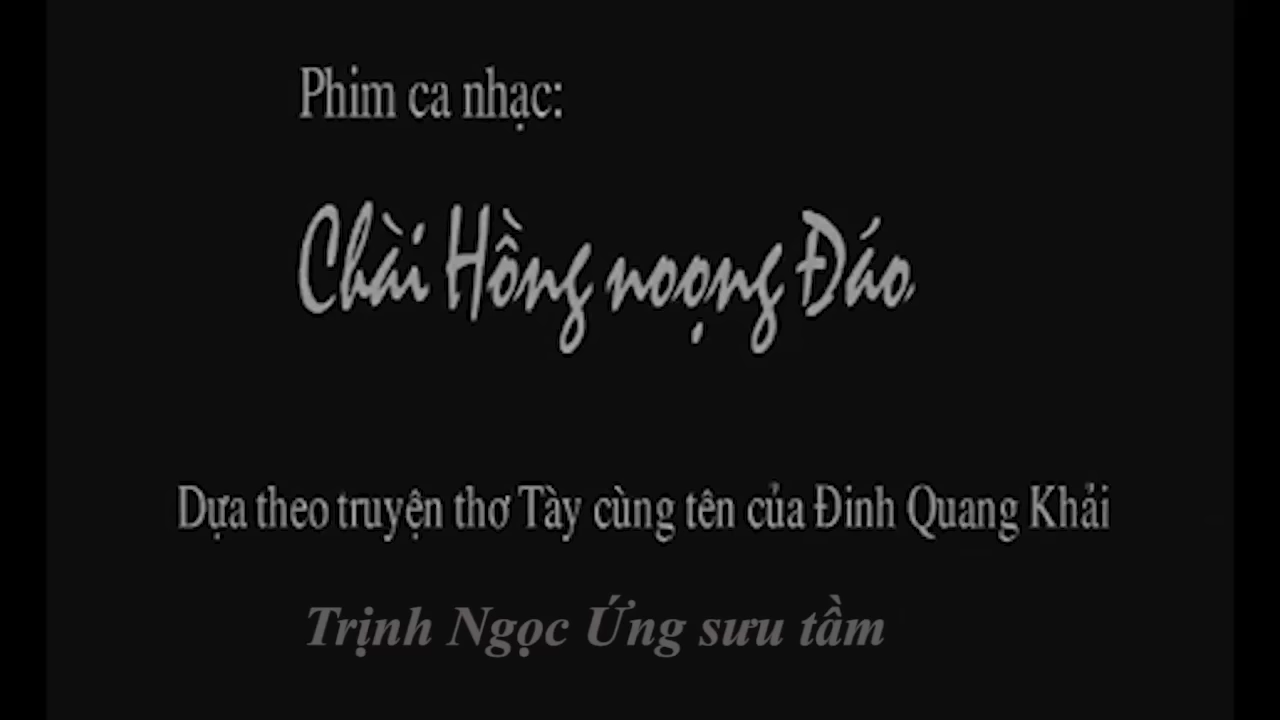 Phim ca nhạc:
Chài Hồng noọng Đáo
Dựa theo truyện thơ Tày cùng tên của Đinh Quang Khải
Trịnh Ngọc Ứng sưu tầm